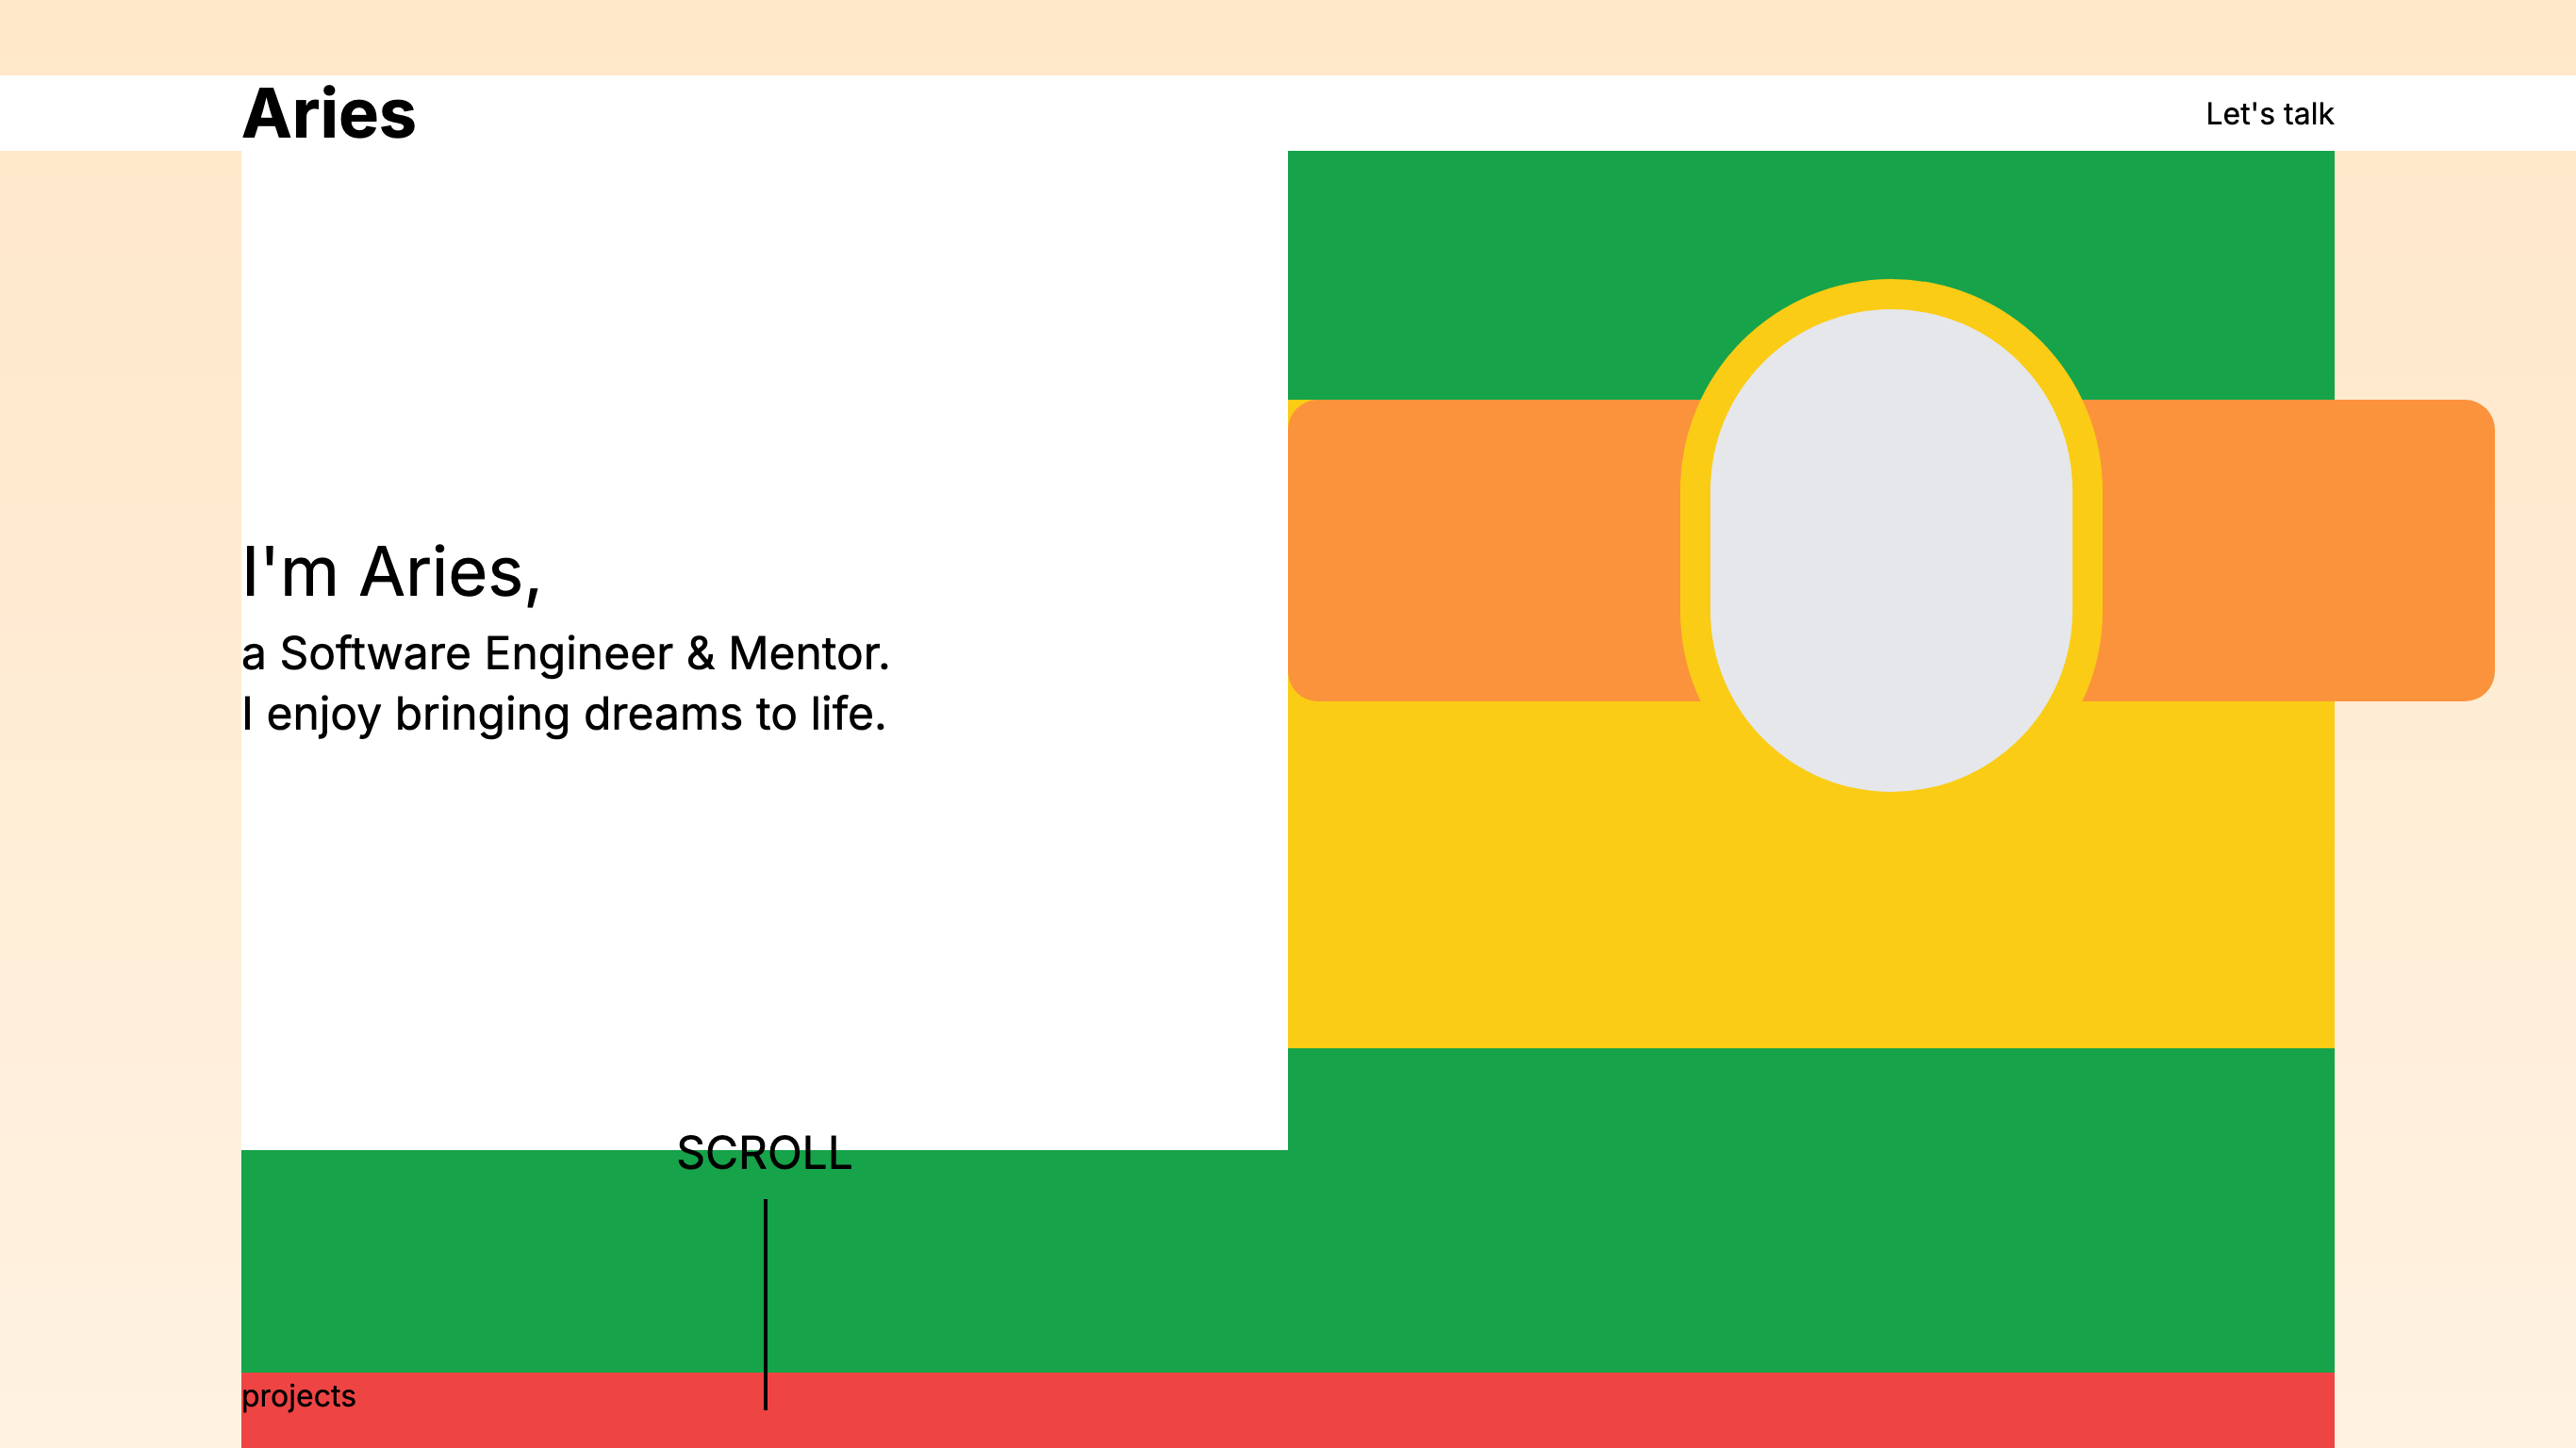 Aries
Let's talk
I'm Aries,
a Software Engineer & Mentor.
I enjoy bringing dreams to life.
SCROLL
projects